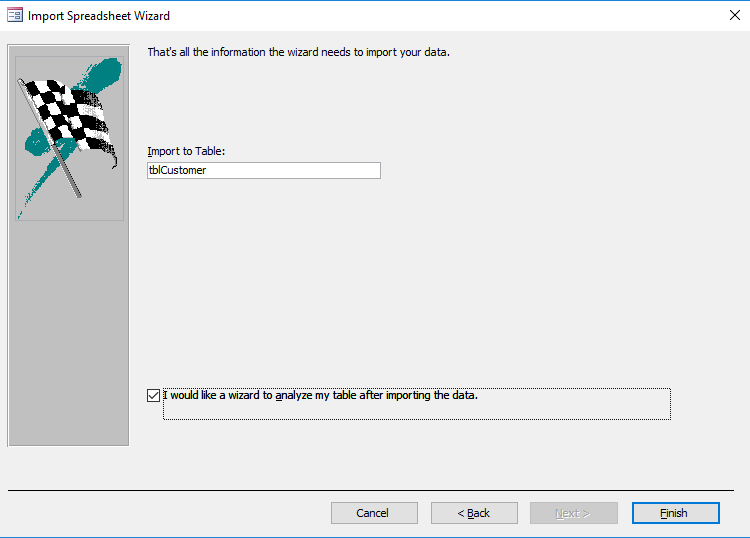 Import Spreadsheet Wizard
That's all the information the wizard needs to import your data.
Import to Table:
tblCustomer
I would like a wizard to analyze my table after importing the data.
Cancel
< Back
Next >
Finish